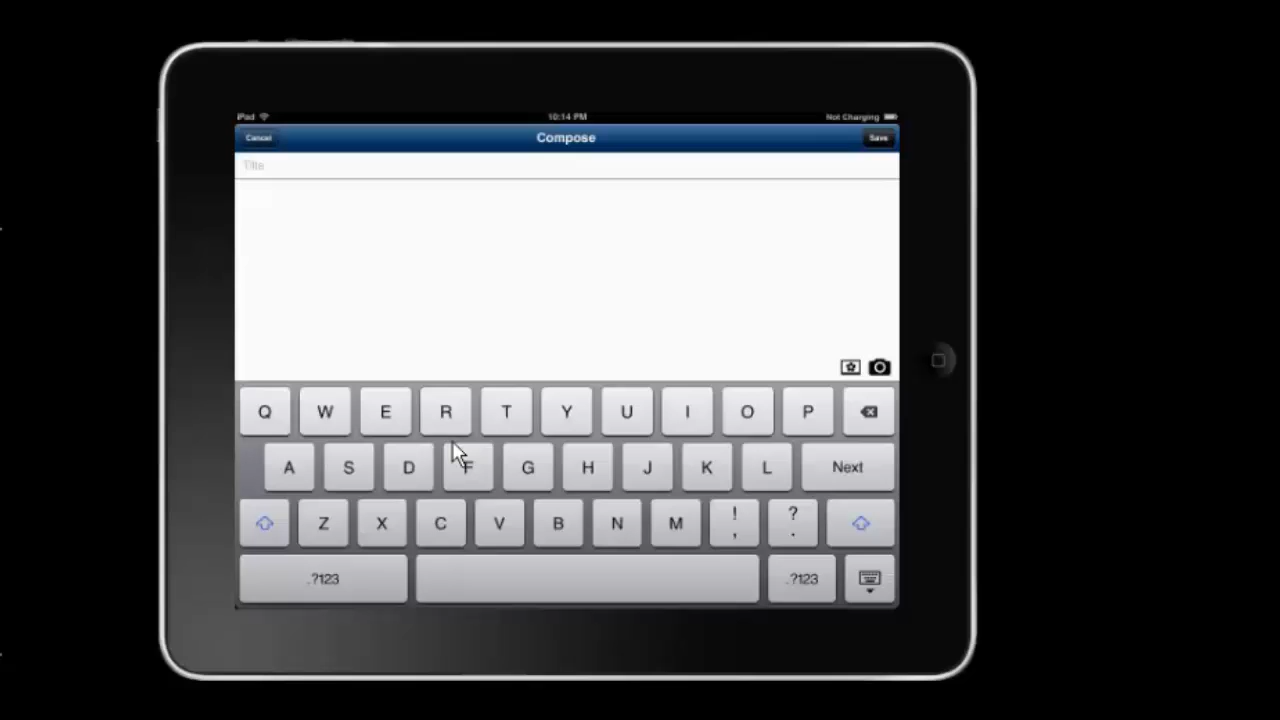 iPad 10:14 PM Not Charging
Cancel Compose Save
Title
Q W E R T Y U I O P
A S D F G H J K L Next
Z X C V B N M ! , ? .
.?123 .?123